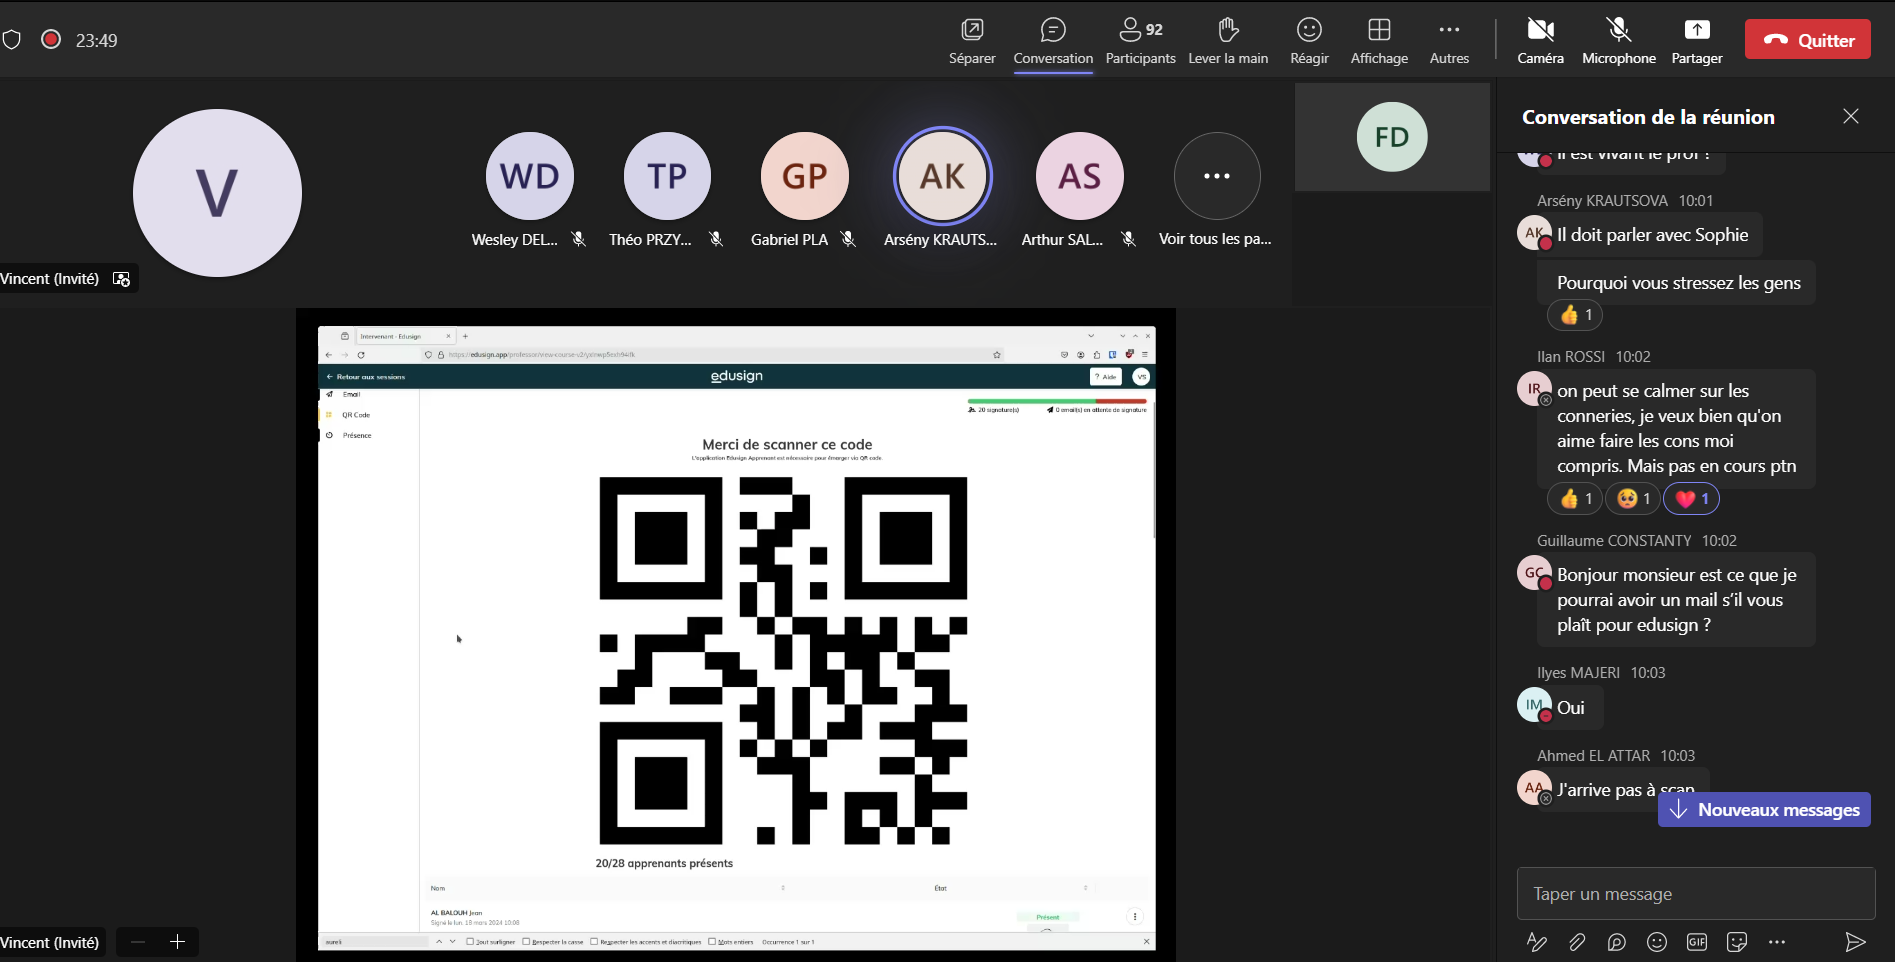 23:49
Séparer
Conversation
92
Participants
Lever la main
Réagir
Affichage
Autres
Caméra
Microphone
Partager
Quitter
V
Vincent (Invité)
WD
Wesley DEL...
TP
Théo PRZY...
GP
Gabriel PLA
AK
Arsény KRAUTS...
AS
Arthur SAL...
Voir tous les pa...
FD
Intervenant - Edusign
Retour aux sessions
edusign
? Aide
VS
Email
QR Code
Présence
20 signature(s)
0 email(s) en attente de signature
Merci de scanner ce code
L'application Edusign Apprenant est nécessaire pour émarger via QR code.
20/28 apprenants présents
Nom
État
AL BALOUH Jean
Signé le lun. 18 mars 2024 10:08
Présent
aureli
Tout surligner
Respecter la casse
Respecter les accents et diacritiques
Mots entiers
Occurrence 1 sur 1
Vincent (Invité)
Conversation de la réunion
Il est vivant le prof ?
Arsény KRAUTSOVA 10:01
AK
Il doit parler avec Sophie
Pourquoi vous stressez les gens
1
Ilan ROSSI 10:02
IR
on peut se calmer sur les
conneries, je veux bien qu'on
aime faire les cons moi
compris. Mais pas en cours ptn
1
1
1
Guillaume CONSTANTY 10:02
GC
Bonjour monsieur est ce que je
pourrai avoir un mail s'il vous
plaît pour edusign ?
Ilyes MAJERI 10:03
IM
Oui
Ahmed EL ATTAR 10:03
AA
J'arrive pas à scan
Nouveaux messages
Taper un message
GIF